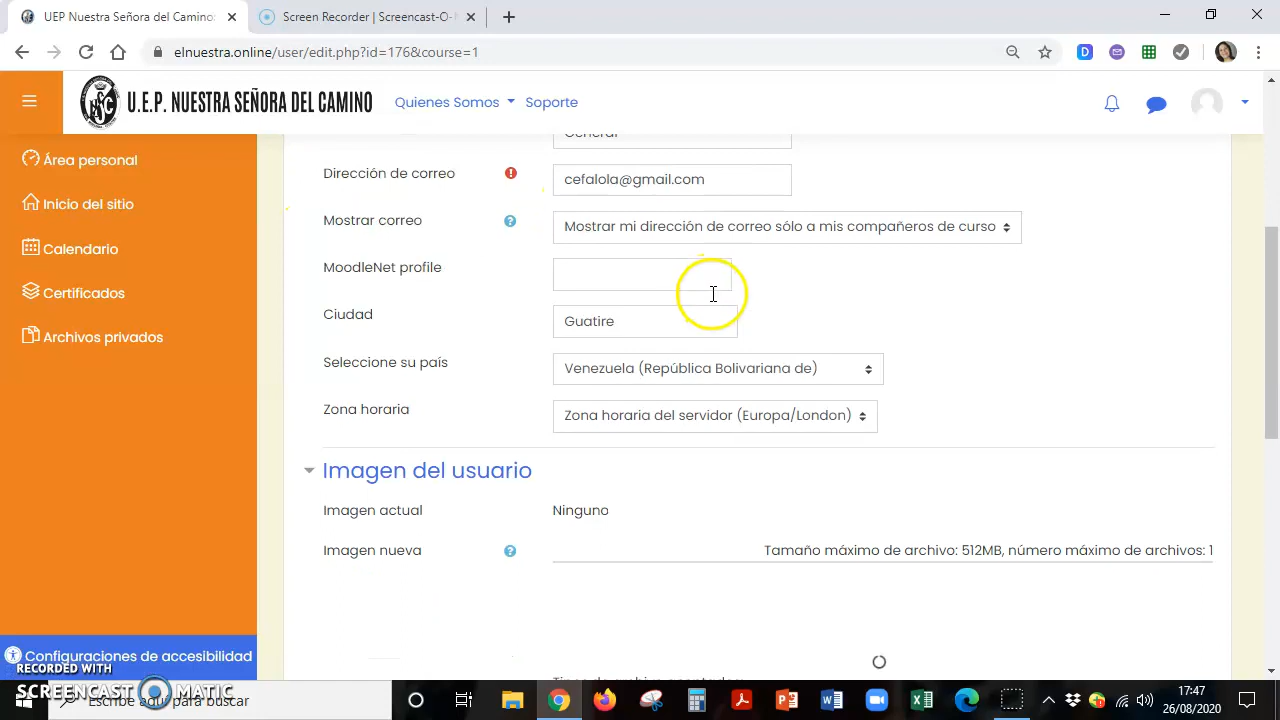 UEP Nuestra Señora del Camino:
Screen Recorder | Screencast-O-
elnuestra.online/user/edit.php?id=176&course=1
U.E.P. NUESTRA SEÑORA DEL CAMINO
Quienes Somos
Soporte
Área personal
Inicio del sitio
Calendario
Certificados
Archivos privados
General
Dirección de correo
cefalola@gmail.com
Mostrar correo
Mostrar mi dirección de correo sólo a mis compañeros de curso
MoodleNet profile
Ciudad
Guatire
Seleccione su país
Venezuela (República Bolivariana de)
Zona horaria
Zona horaria del servidor (Europa/London)
Imagen del usuario
Imagen actual
Ninguno
Imagen nueva
Tamaño máximo de archivo: 512MB, número máximo de archivos: 1
Configuraciones de accesibilidad
RECORDED WITH
SCREENCAST MATIC
Escribe aquí para buscar
17:47
26/08/2020